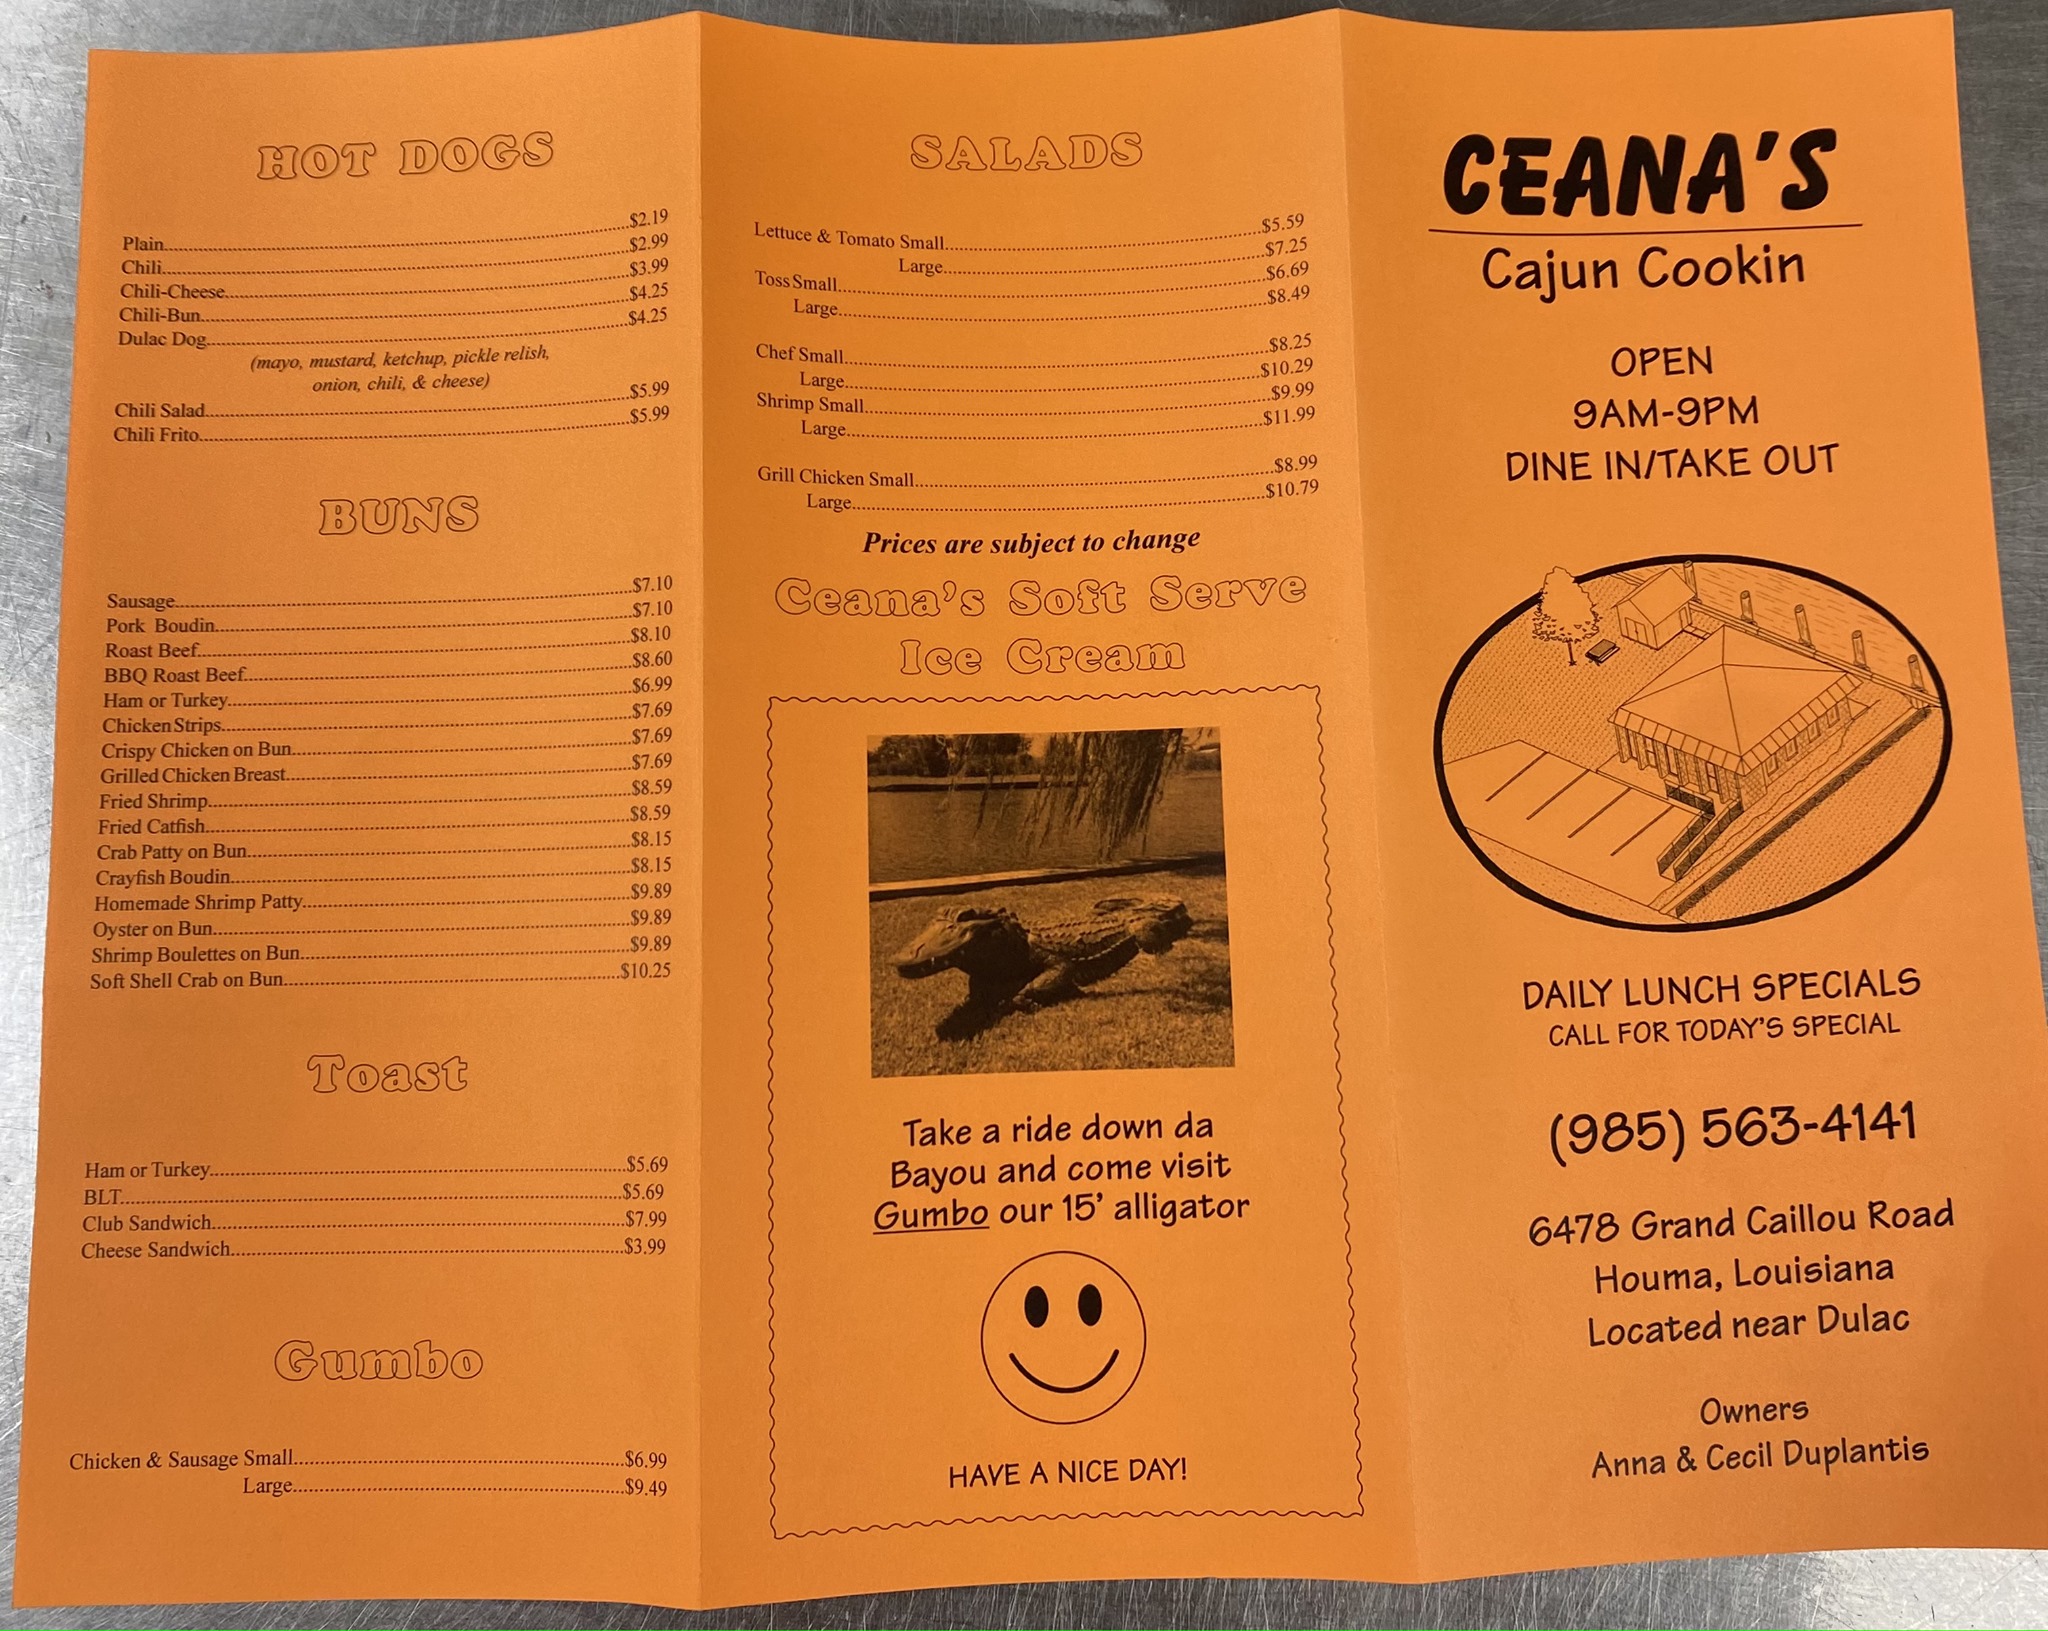 HOT DOGS
Plain $2.19
Chili $2.99
Chili-Cheese $3.99
Chili-Bun $4.25
Dulac Dog $4.25
(mayo, mustard, ketchup, pickle relish,
onion, chili, & cheese)
Chili Salad $5.99
Chili Frito $5.99
BUNS
Sausage $7.10
Pork Boudin $7.10
Roast Beef $8.10
BBQ Roast Beef $8.60
Ham or Turkey $6.99
Chicken Strips $7.69
Crispy Chicken on Bun $7.69
Grilled Chicken Breast $7.69
Fried Shrimp $8.59
Fried Catfish $8.59
Crab Patty on Bun $8.15
Crayfish Boudin $8.15
Homemade Shrimp Patty $9.89
Oyster on Bun $9.89
Shrimp Boulettes on Bun $9.89
Soft Shell Crab on Bun $10.25
Toast
Ham or Turkey $5.69
BLT $5.69
Club Sandwich $7.99
Cheese Sandwich $3.99
Gumbo
Chicken & Sausage Small $6.99
Large $9.49
SALADS
Lettuce & Tomato Small $5.59
Large $7.25
Toss Small $6.69
Large $8.49
Chef Small $8.25
Large $10.29
Shrimp Small $9.99
Large $11.99
Grill Chicken Small $8.99
Large $10.79
Prices are subject to change
Ceana's Soft Serve
Ice Cream
Take a ride down da
Bayou and come visit
Gumbo our 15' alligator
HAVE A NICE DAY!
CEANA'S
Cajun Cookin
OPEN
9AM-9PM
DINE IN/TAKE OUT
DAILY LUNCH SPECIALS
CALL FOR TODAY'S SPECIAL
(985) 563-4141
6478 Grand Caillou Road
Houma, Louisiana
Located near Dulac
Owners
Anna & Cecil Duplantis